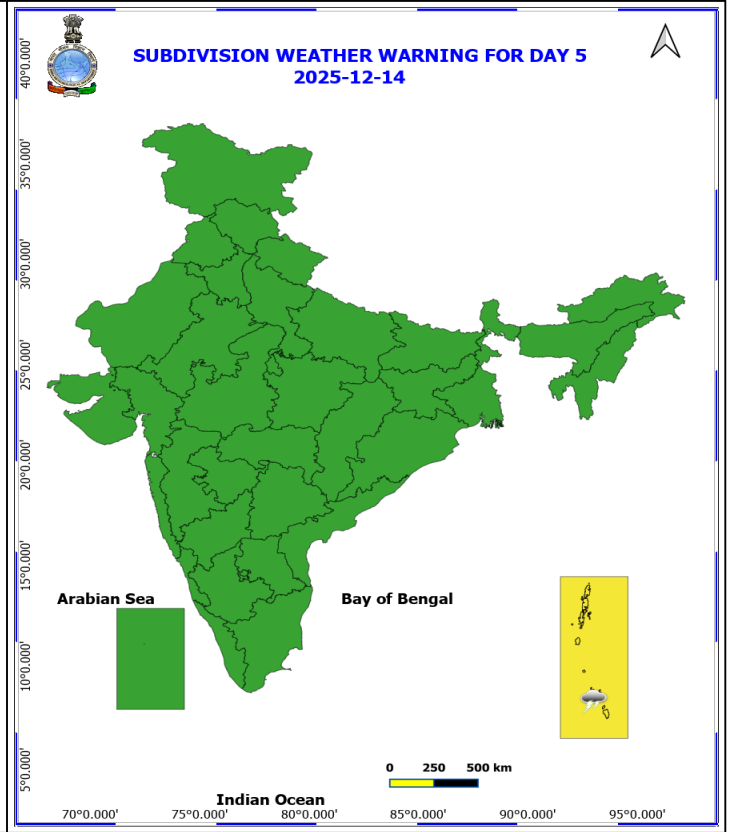 SUBDIVISION WEATHER WARNING FOR DAY 5
2025-12-14
40°0.000'
35°0.000'
30°0.000'
25°0.000'
20°0.000'
15°0.000'
10°0.000'
5°0.000'
Arabian Sea
Bay of Bengal
0 250 500 km
Indian Ocean
70°0.000' 75°0.000' 80°0.000' 85°0.000' 90°0.000' 95°0.000'